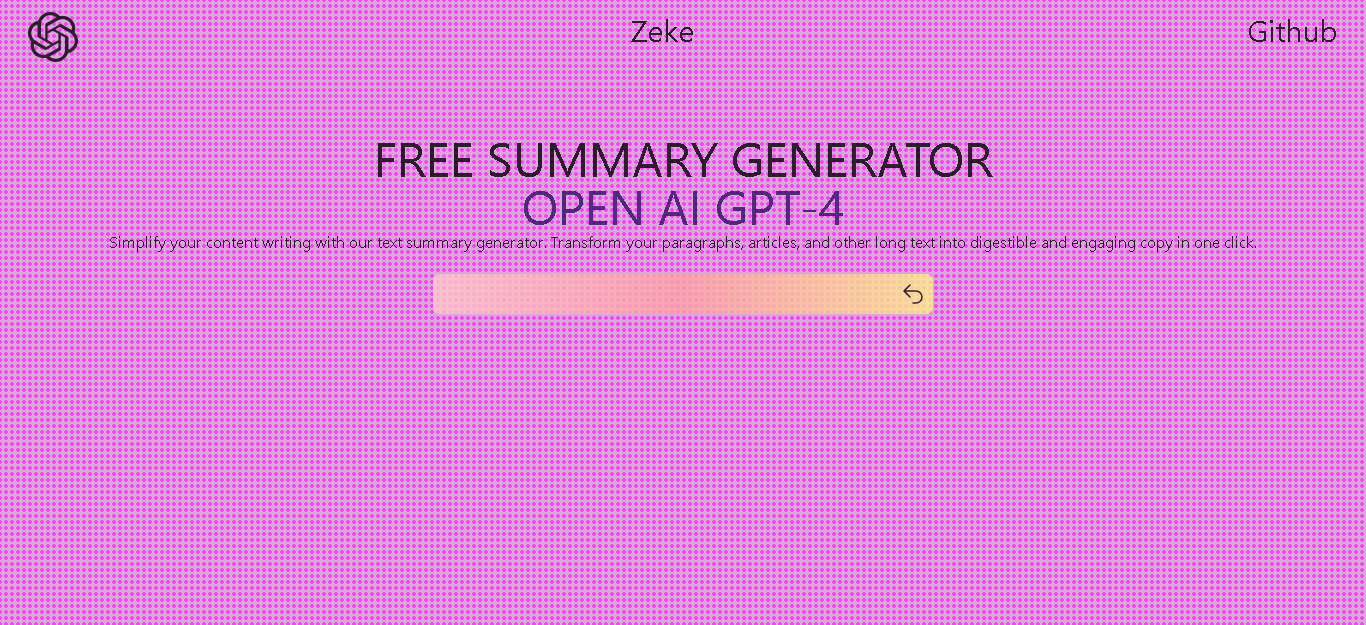 Zeke
Github
FREE SUMMARY GENERATOR
OPEN AI GPT-4
Simplify your content writing with our text summary generator. Transform your paragraphs, articles, and other long text into digestible and engaging copy in one click.